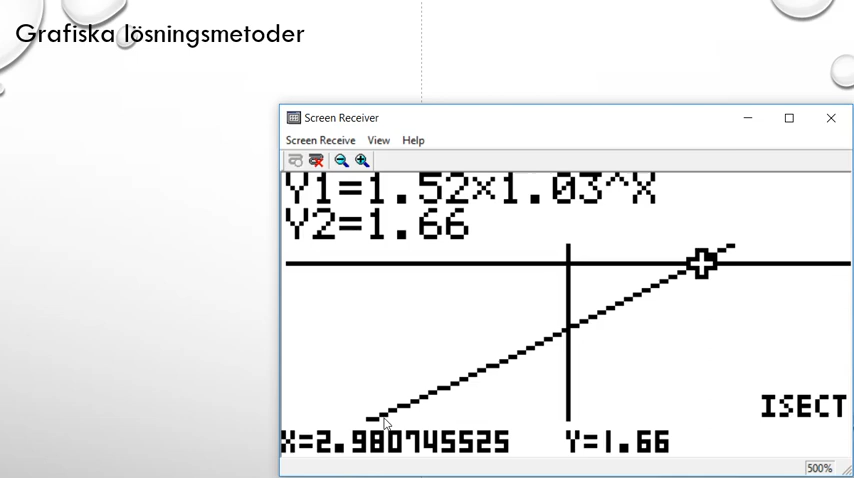 Grafiska lösningsmetoder
Screen Receiver
Screen Receive View Help
Y1=1.52×1.03^X
Y2=1.66
ISECT
X=2.980745525 Y=1.66
500%